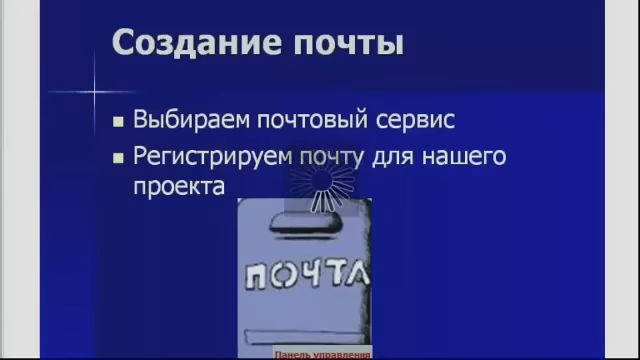 Создание почты
Выбираем почтовый сервис
Регистрируем почту для нашего
проекта
ПОЧТА
Панель управления